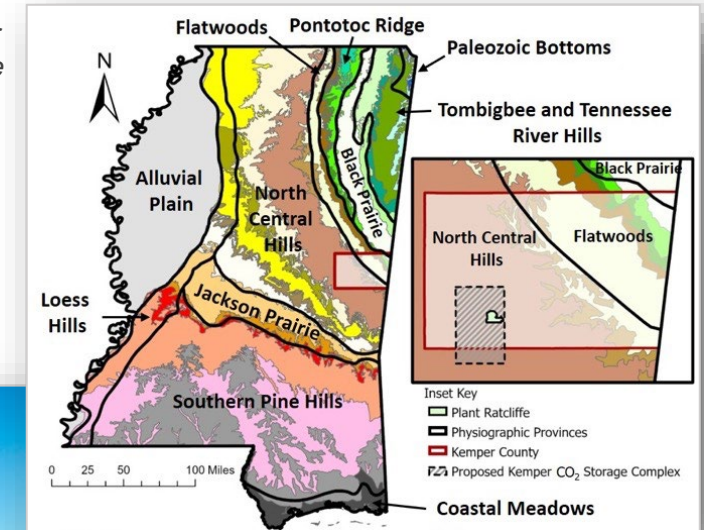 Flatwoods
Pontotoc Ridge
Paleozoic Bottoms
N
Tombigbee and Tennessee
River Hills
Alluvial
Plain
North
Central
Hills
Black Prairie
Loess
Hills
Jackson Prairie
Southern Pine Hills
0 25 50 100 Miles
Coastal Meadows
Black Prairie
North Central
Hills
Flatwoods
Inset Key
Plant Ratcliffe
Physiographic Provinces
Kemper County
Proposed Kemper CO₂ Storage Complex